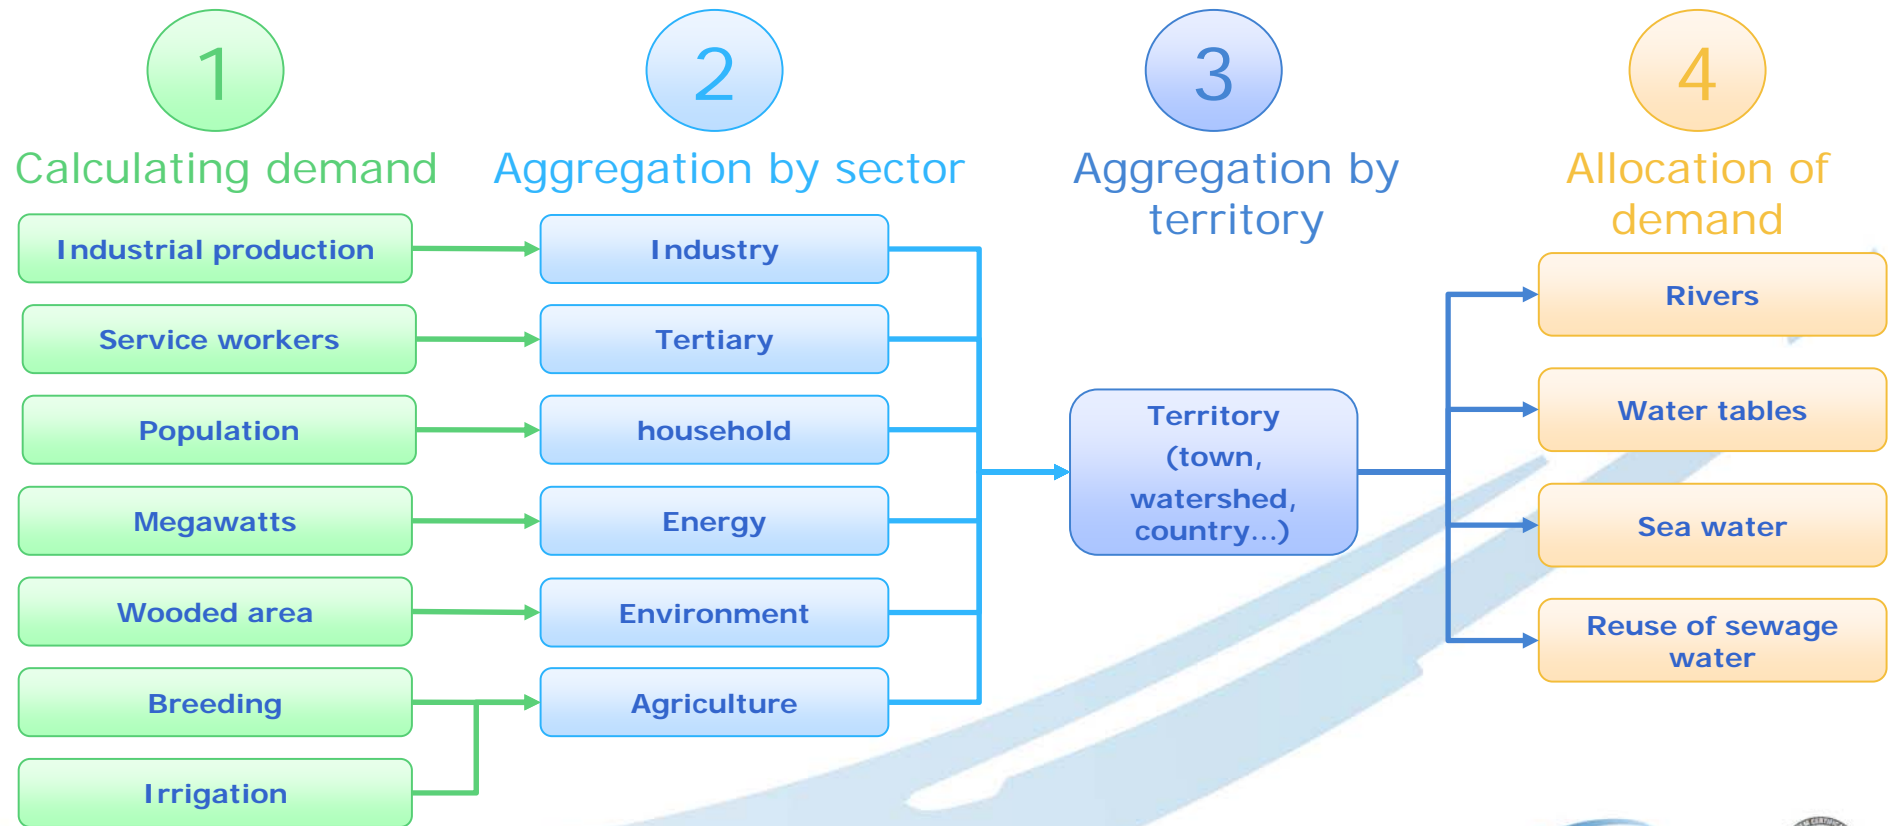 1
Calculating demand
Industrial production
Service workers
Population
Megawatts
Wooded area
Breeding
Irrigation
2
Aggregation by sector
Industry
Tertiary
household
Energy
Environment
Agriculture
3
Aggregation by
territory
Territory
(town,
watershed,
country...)
4
Allocation of
demand
Rivers
Water tables
Sea water
Reuse of sewage
water